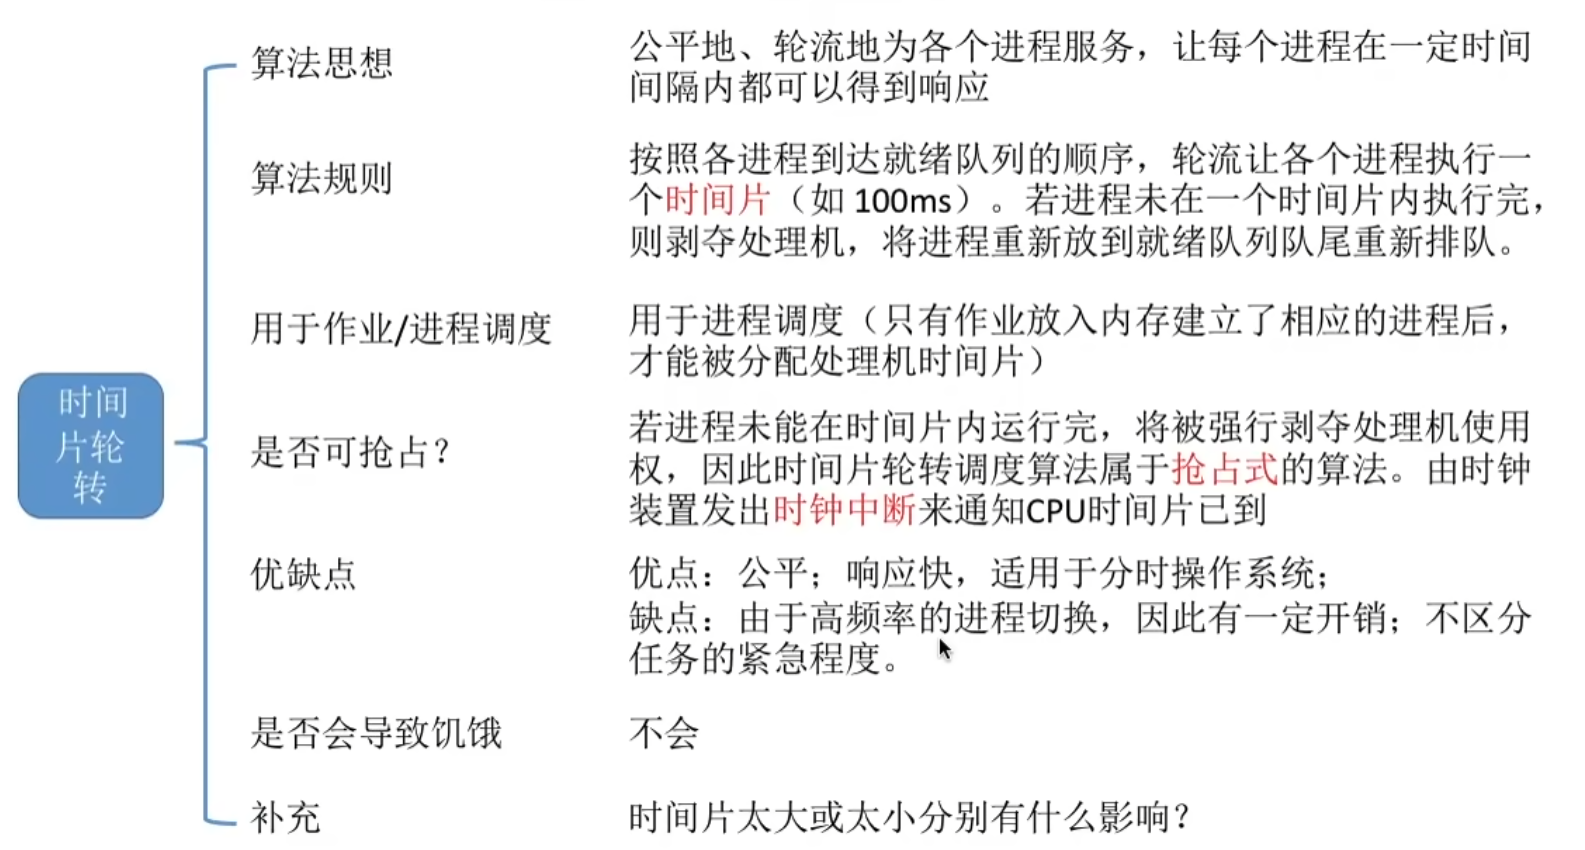 时间
片轮
转
算法思想
公平地、轮流地为各个进程服务，让每个进程在一定时间
间隔内都可以得到响应
算法规则
按照各进程到达就绪队列的顺序，轮流让各个进程执行一
个时间片（如 100ms）。若进程未在一个时间片内执行完，
则剥夺处理机，将进程重新放到就绪队列队尾重新排队。
用于作业/进程调度
用于进程调度（只有作业放入内存建立了相应的进程后，
才能被分配处理机时间片）
是否可抢占？
若进程未能在时间片内运行完，将被强行剥夺处理机使用
权，因此时间片轮转调度算法属于抢占式的算法。由时钟
装置发出时钟中断来通知CPU时间片已到
优缺点
优点：公平；响应快，适用于分时操作系统；
缺点：由于高频率的进程切换，因此有一定开销；不区分
任务的紧急程度。
是否会导致饥饿
不会
补充
时间片太大或太小分别有什么影响？